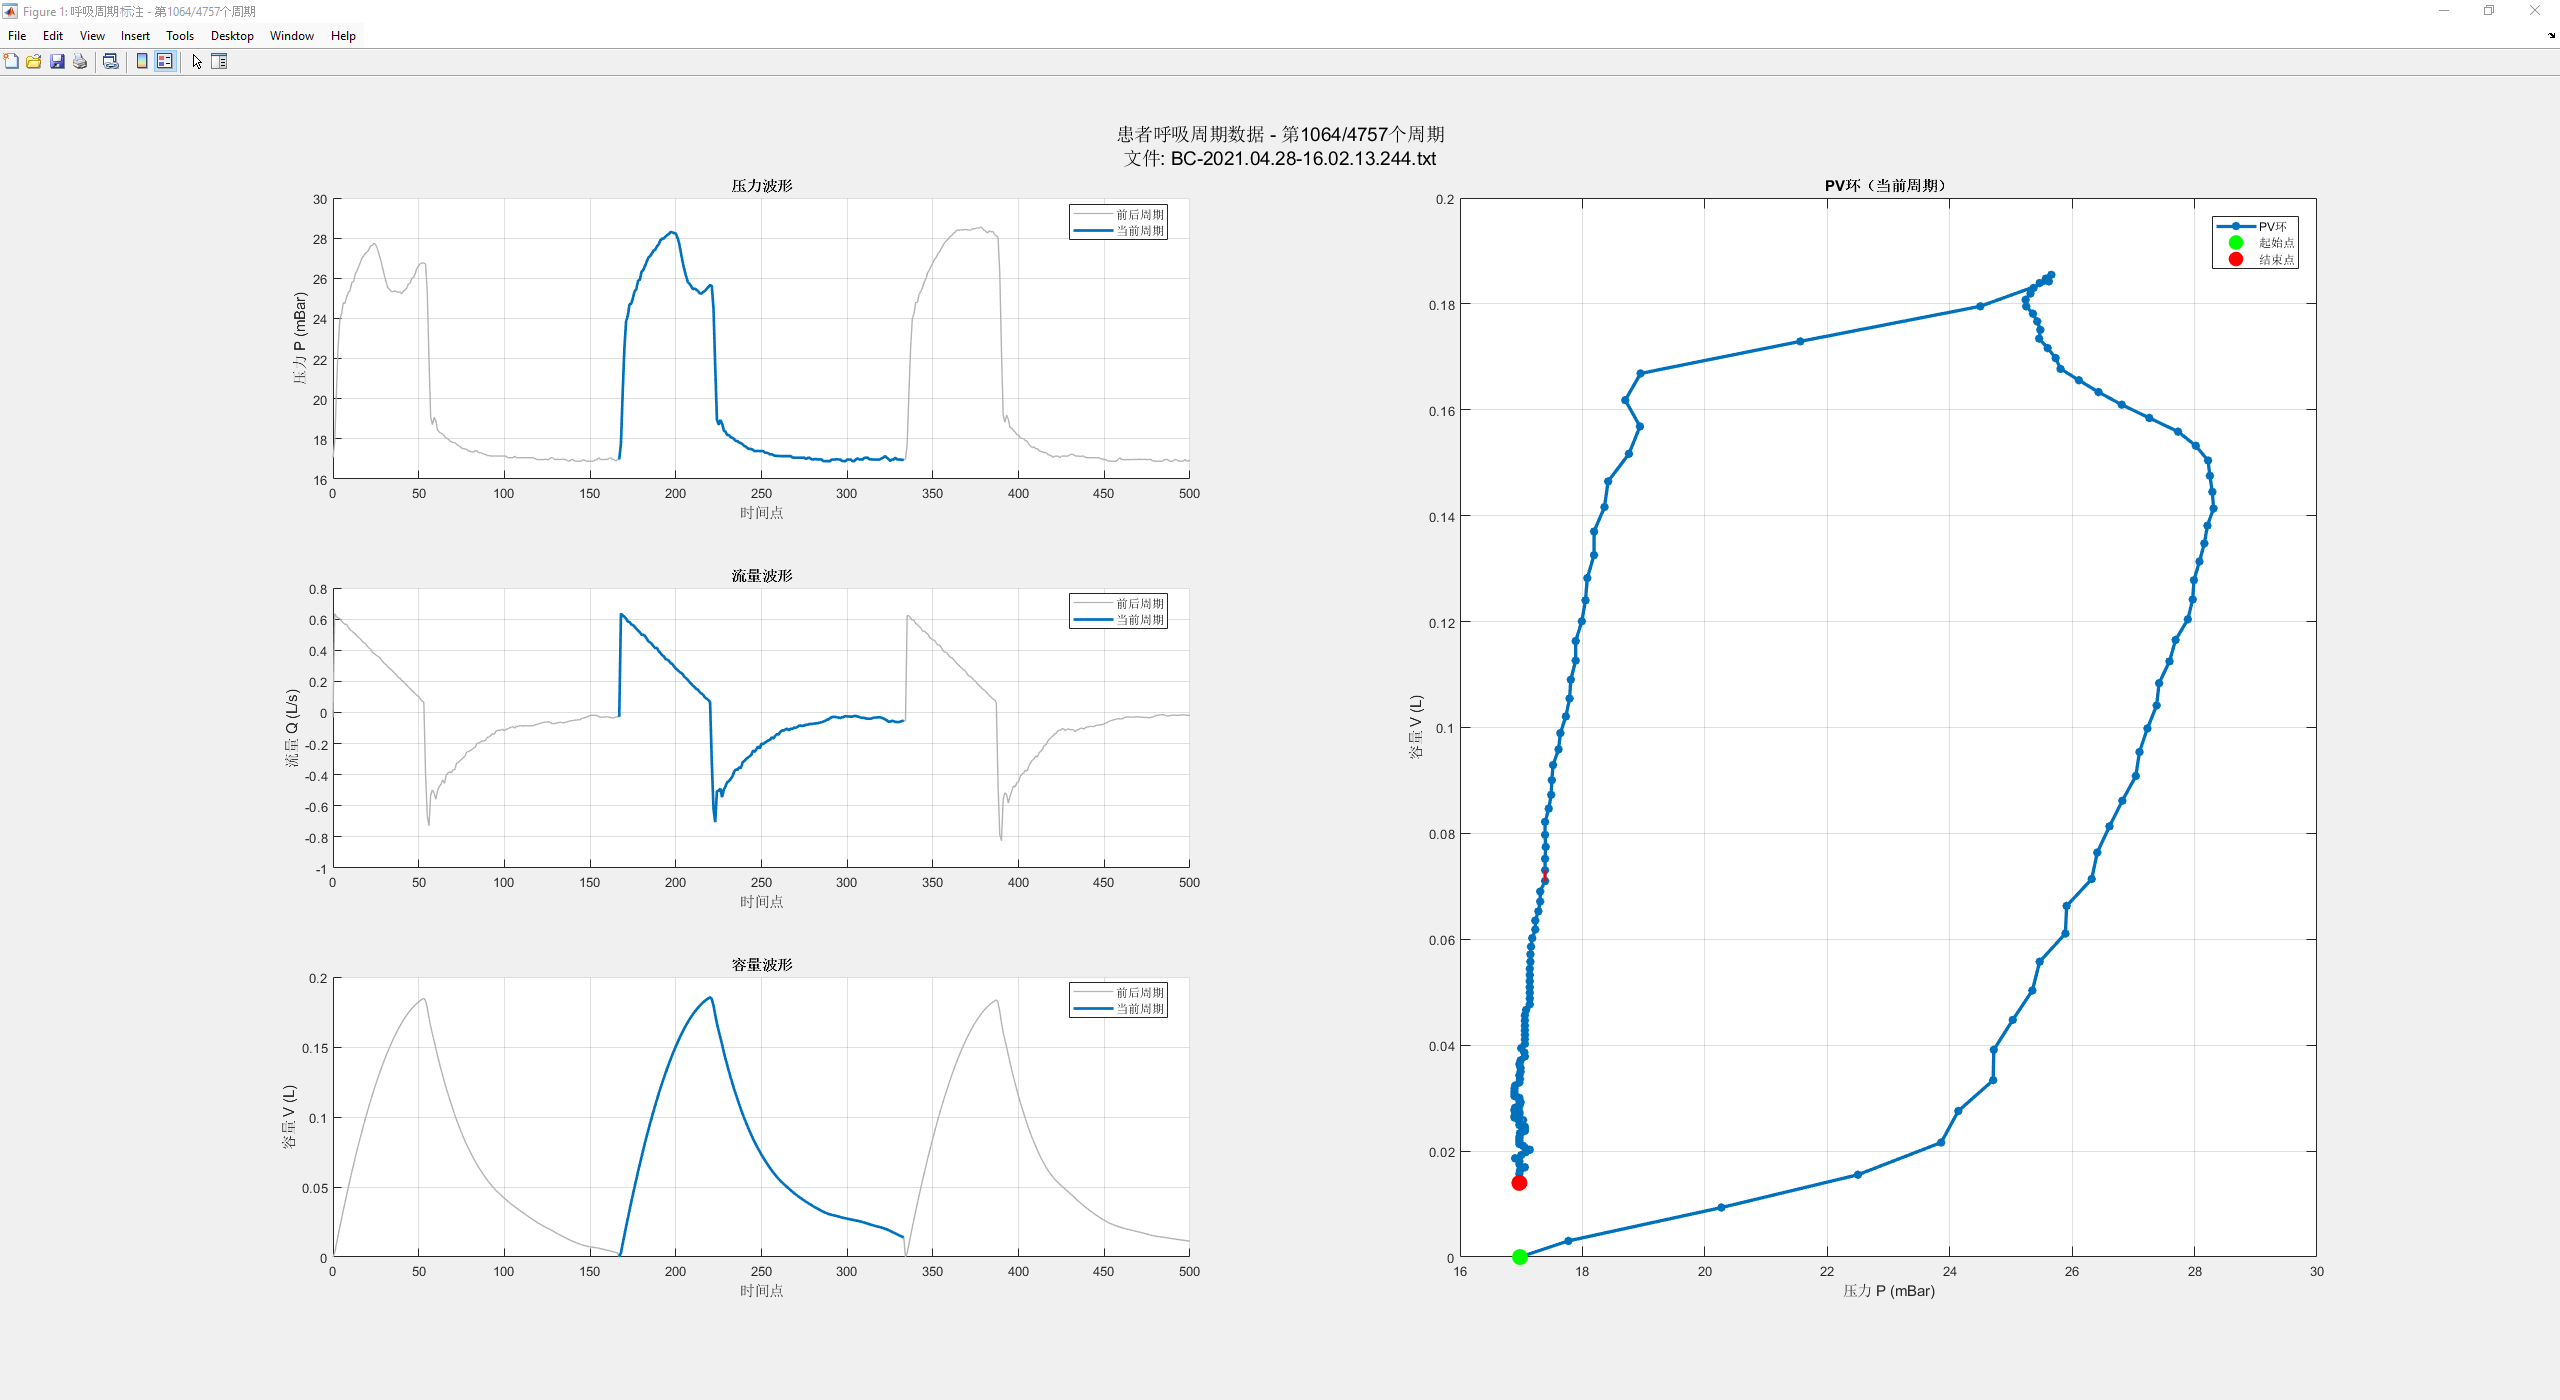 Figure 1: 呼吸周期标注 - 第1064/4757个周期
File Edit View Insert Tools Desktop Window Help
患者呼吸周期数据 - 第1064/4757个周期
文件: BC-2021.04.28-16.02.13.244.txt
压力波形
30
28
26
24
22
20
18
16
压力 P (mBar)
前后周期
当前周期
0 50 100 150 200 250 300 350 400 450 500
时间点
流量波形
0.8
0.6
0.4
0.2
0
-0.2
-0.4
-0.6
-0.8
-1
流量 Q (L/s)
前后周期
当前周期
0 50 100 150 200 250 300 350 400 450 500
时间点
容量波形
0.2
0.15
0.1
0.05
0
容量 V (L)
前后周期
当前周期
0 50 100 150 200 250 300 350 400 450 500
时间点
PV环（当前周期）
0.2
0.18
0.16
0.14
0.12
0.1
0.08
0.06
0.04
0.02
0
容量 V (L)
PV环
起始点
结束点
16 18 20 22 24 26 28 30
压力 P (mBar)